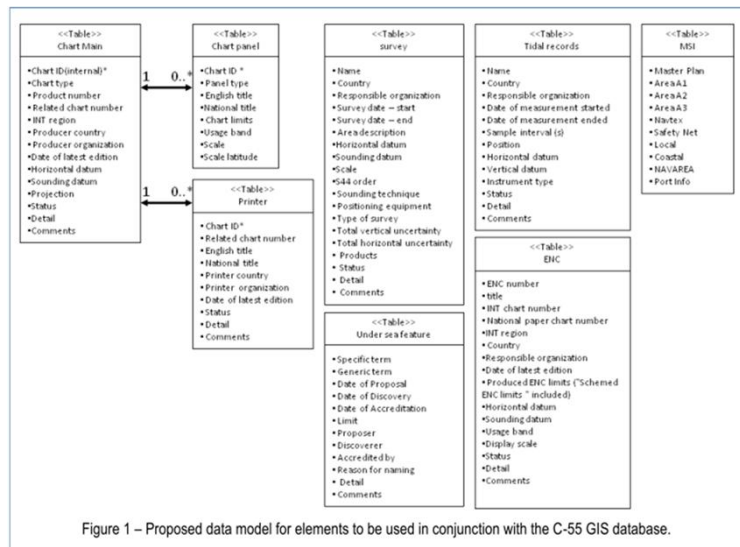 <<Table>>
Chart Main
•Chart ID(internal)*
•Chart type
•Product number
•Related chart number
•INT region
•Producer country
•Producer organization
•Date of latest edition
•Horizontal datum
•Sounding datum
•Projection
•Status
•Detail
•Comments
1
0..*
1
0..*
<<Table>>
Chart panel
•Chart ID *
•Panel type
•English title
•National title
•Chart limits
•Usage band
•Scale
•Scale latitude
<<Table>>
Printer
•Chart ID*
•Related chart number
•English title
•National title
•Printer country
•Printer organization
•Date of latest edition
•Status
•Detail
•Comments
<<Table>>
survey
•Name
•Country
•Responsible organization
•Survey date – start
•Survey date – end
•Area description
•Horizontal datum
•Sounding datum
•Scale
•S44 order
•Sounding technique
•Positioning equipment
•Type of survey
•Total vertical uncertainty
•Total horizontal uncertainty
• Products
• Status
• Detail
• Comments
<<Table>>
Under sea feature
•Specific term
•Generic term
•Date of Proposal
•Date of Discovery
•Date of Accreditation
•Limit
•Proposer
•Discoverer
•Accredited by
•Reason for naming
• Detail
•Comments
<<Table>>
Tidal records
•Name
•Country
•Responsible organization
•Date of measurement started
•Date of measurement ended
•Sample interval (s)
•Position
•Horizontal datum
•Vertical datum
•Instrument type
•Status
•Detail
•Comments
<<Table>>
ENC
•ENC number
•title
•INT chart number
•National paper chart number
•INT region
•Country
•Responsible organization
•Date of latest edition
•Produced ENC limits ("Schemed
ENC limits " included)
•Horizontal datum
•Sounding datum
•Usage band
•Display scale
•Status
•Detail
•Comments
<<Table>>
MSI
•Master Plan
•Area A1
•Area A2
•Area A3
•Navtex
•Safety Net
•Local
•Coastal
•NAVAREA
•Port Info
Figure 1 – Proposed data model for elements to be used in conjunction with the C-55 GIS database.